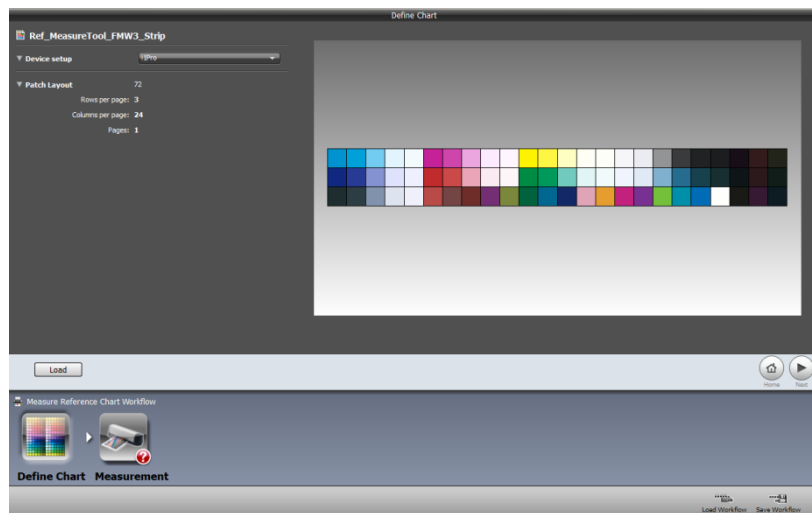 Define Chart
Ref_MeasureTool_FMW3_Strip
Device setup
i1Pro
Patch Layout 72
Rows per page: 3
Columns per page: 24
Pages: 1
Load
Home Next
Measure Reference Chart Workflow
?
Define Chart Measurement
Load Workflow Save Workflow